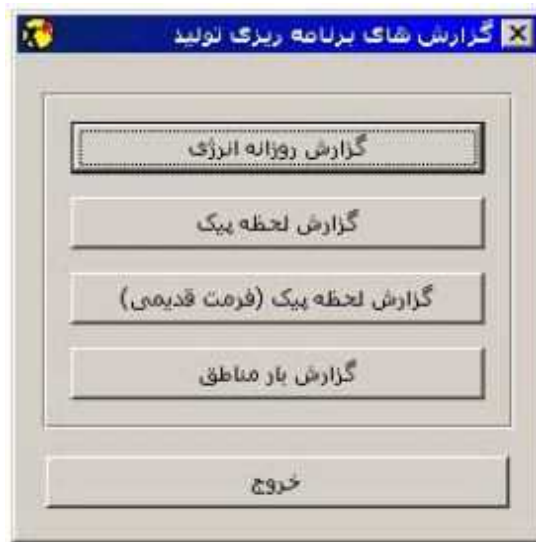 گزارش های برنامه ریزی تولید
گزارش روزانه انرژی
گزارش لحظه پیک
گزارش لحظه پیک (فرمت قدیمی)
گزارش بار مناطق
خروج